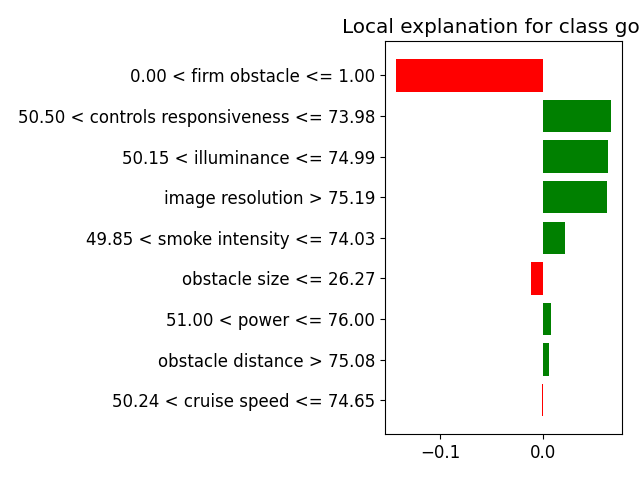 Local explanation for class go
0.00 < firm obstacle <= 1.00
50.50 < controls responsiveness <= 73.98
50.15 < illuminance <= 74.99
image resolution > 75.19
49.85 < smoke intensity <= 74.03
obstacle size <= 26.27
51.00 < power <= 76.00
obstacle distance > 75.08
50.24 < cruise speed <= 74.65
−0.1 0.0